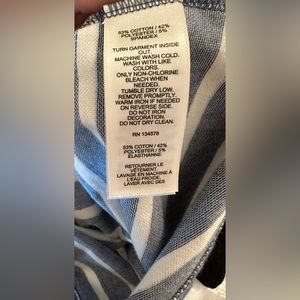 53% COTTON / 42%
POLYESTER / 5%
SPANDEX
TURN GARMENT INSIDE
OUT.
MACHINE WASH COLD.
WASH WITH LIKE
COLORS.
ONLY NON-CHLORINE
BLEACH WHEN
NEEDED.
TUMBLE DRY LOW.
REMOVE PROMPTLY.
WARM IRON IF NEEDED
ON REVERSE SIDE.
DO NOT IRON
DECORATION.
DO NOT DRY CLEAN.
RN 134578
53% COTTON / 42%
POLYESTER / 5%
ÉLASTHANNE
RETOURNER LE
VÊTEMENT
LAVAGE EN MACHINE À
L'EAU FROIDE.
LAVER AVEC DES